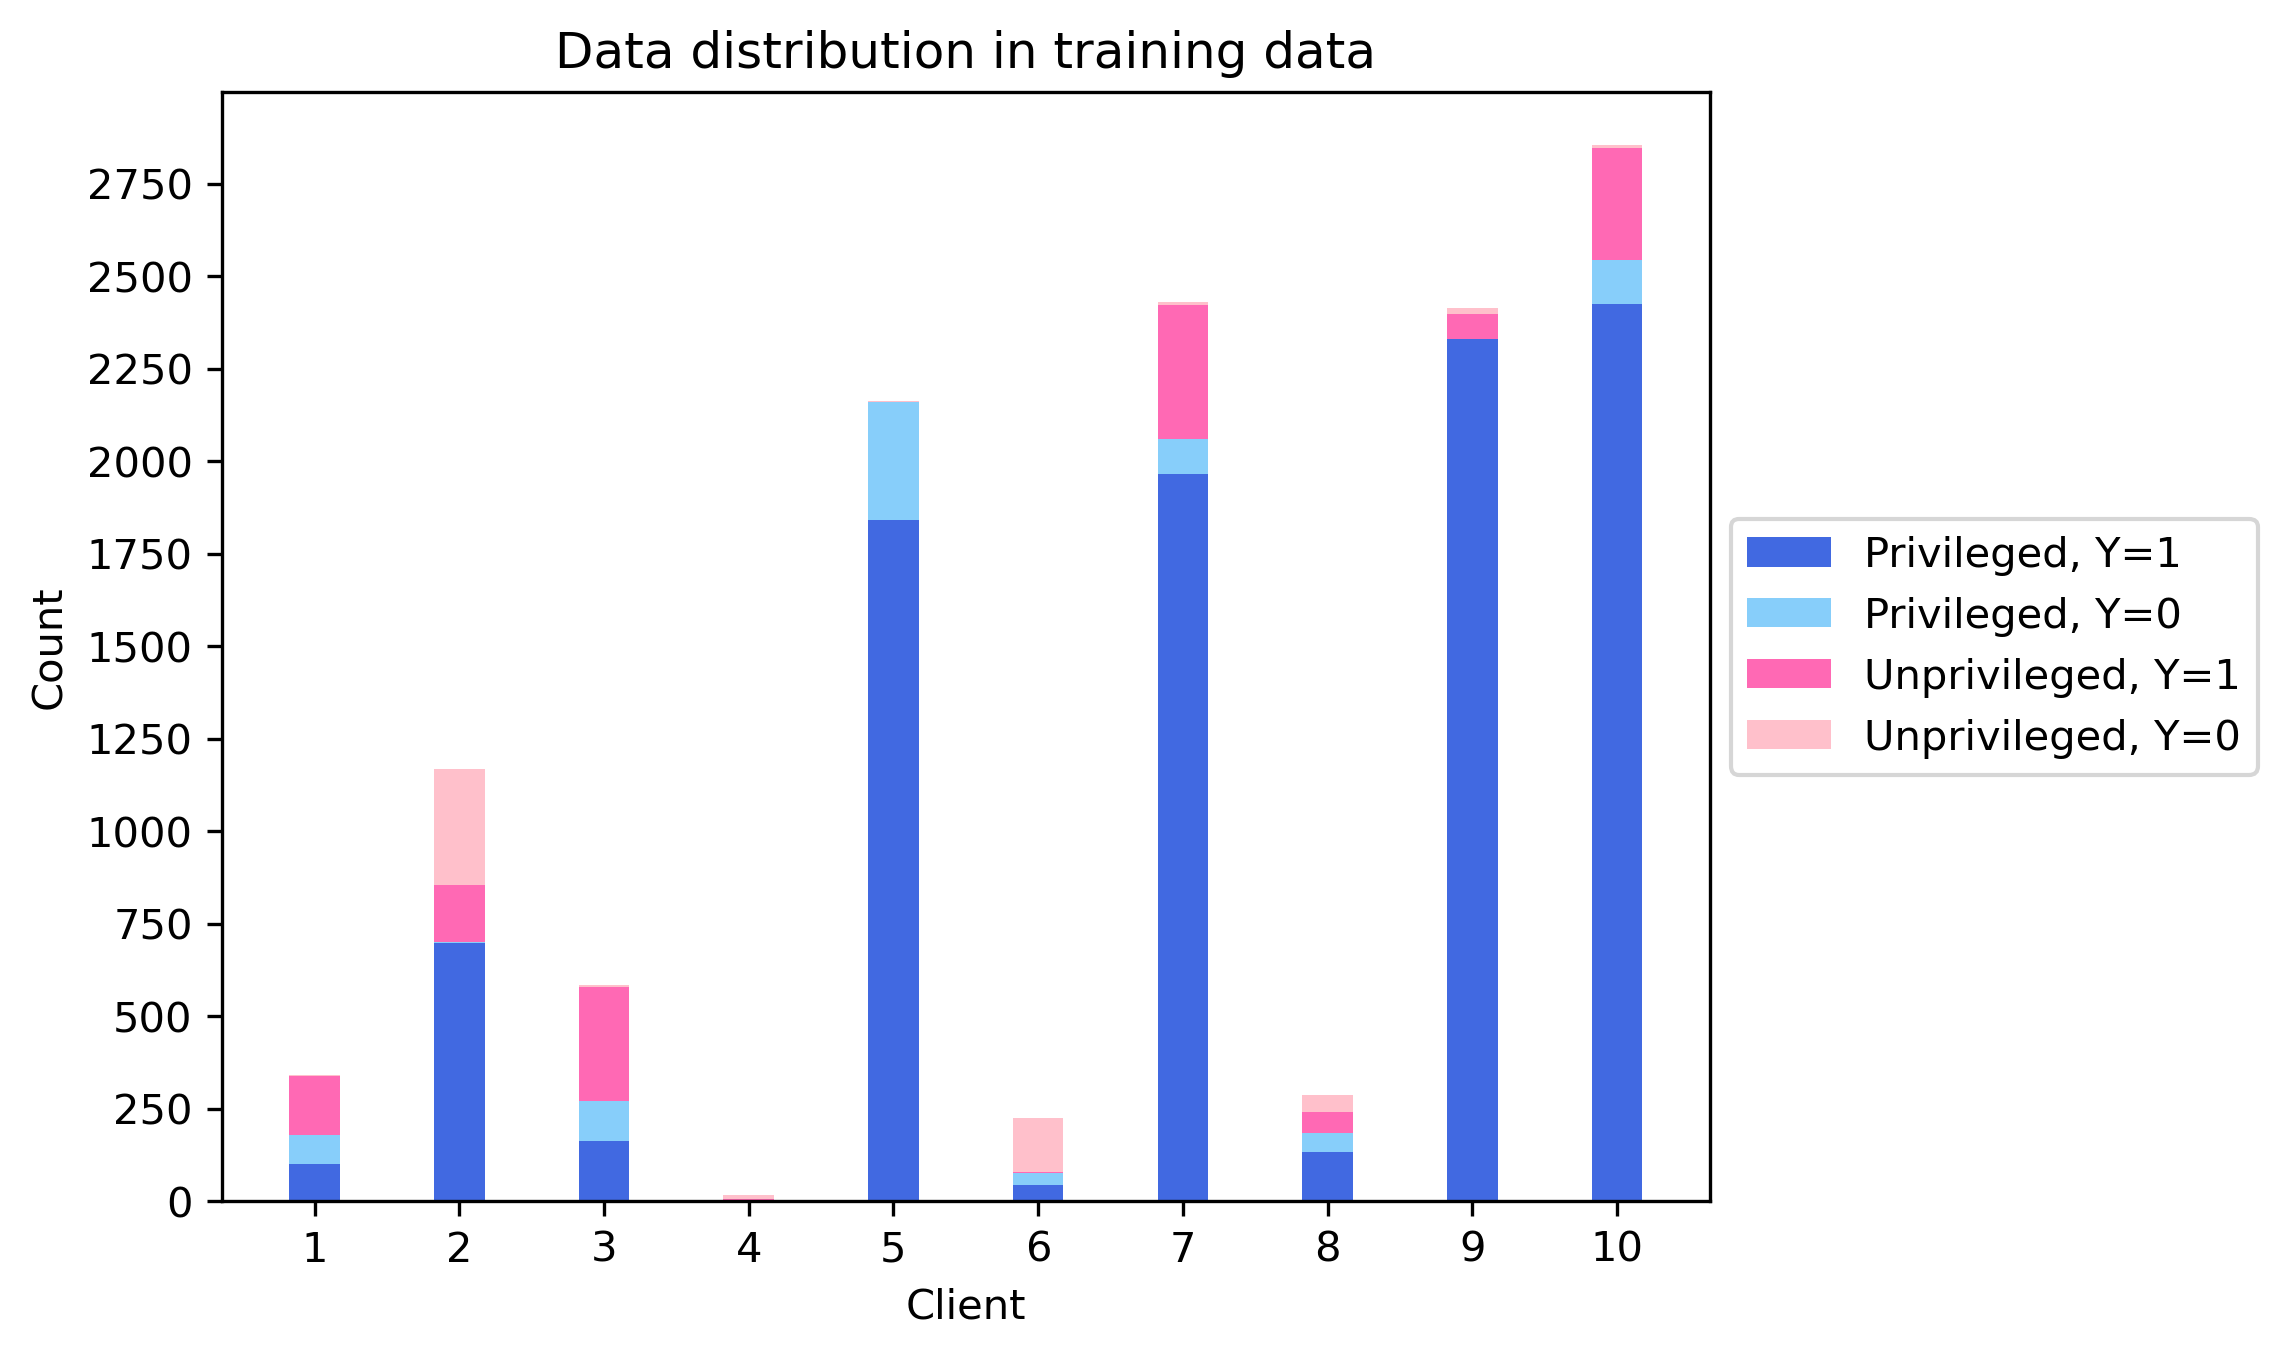 Data distribution in training data
Count
2750
2500
2250
2000
1750
1500
1250
1000
750
500
250
0
1 2 3 4 5 6 7 8 9 10
Client
Privileged, Y=1
Privileged, Y=0
Unprivileged, Y=1
Unprivileged, Y=0